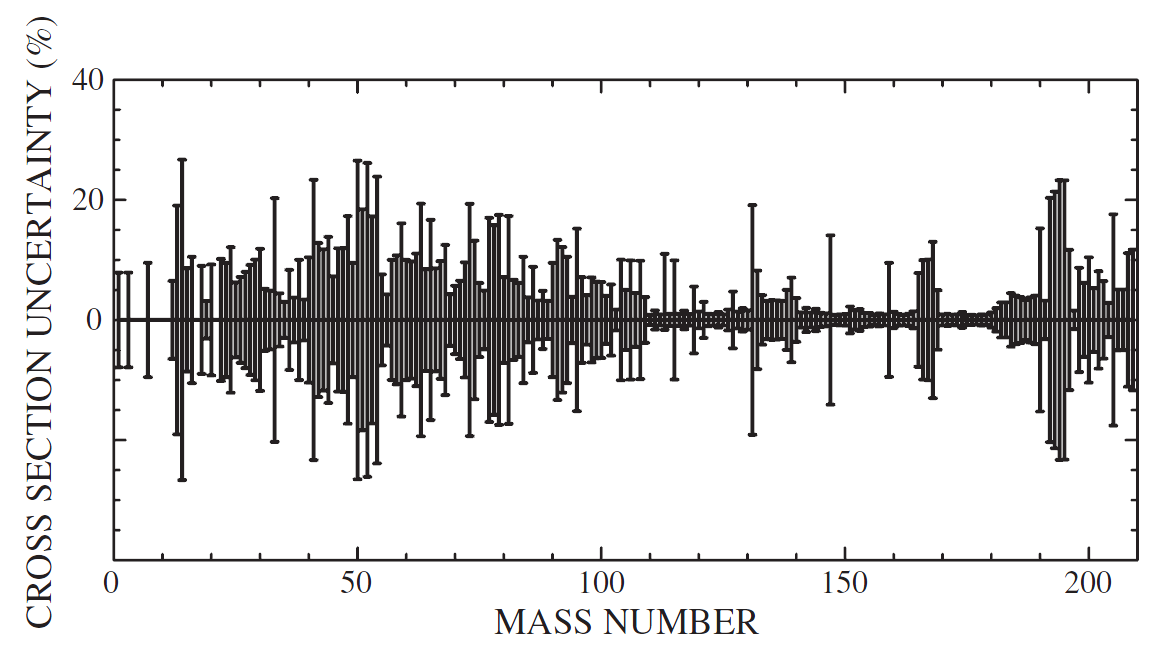 CROSS SECTION UNCERTAINTY (%)
40
20
0
0 50 100 150 200
MASS NUMBER